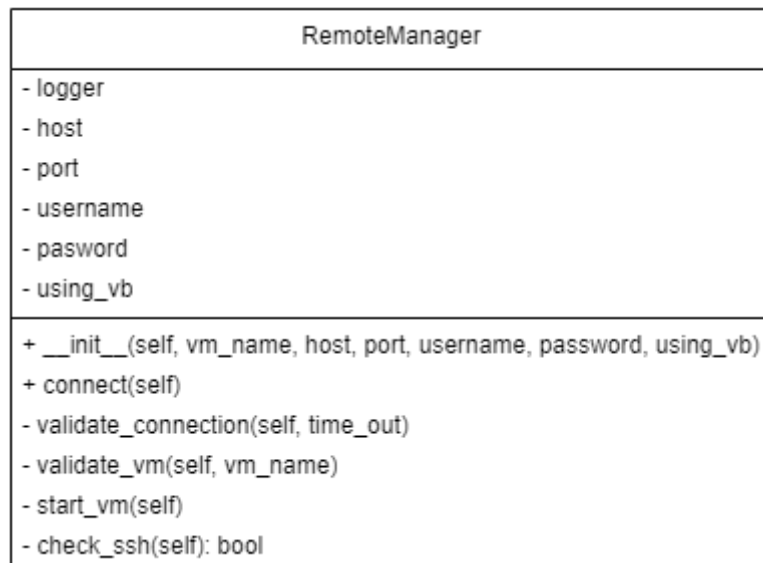 RemoteManager
- logger
- host
- port
- username
- pasword
- using_vb
+ __init__(self, vm_name, host, port, username, password, using_vb)
+ connect(self)
- validate_connection(self, time_out)
- validate_vm(self, vm_name)
- start_vm(self)
- check_ssh(self): bool